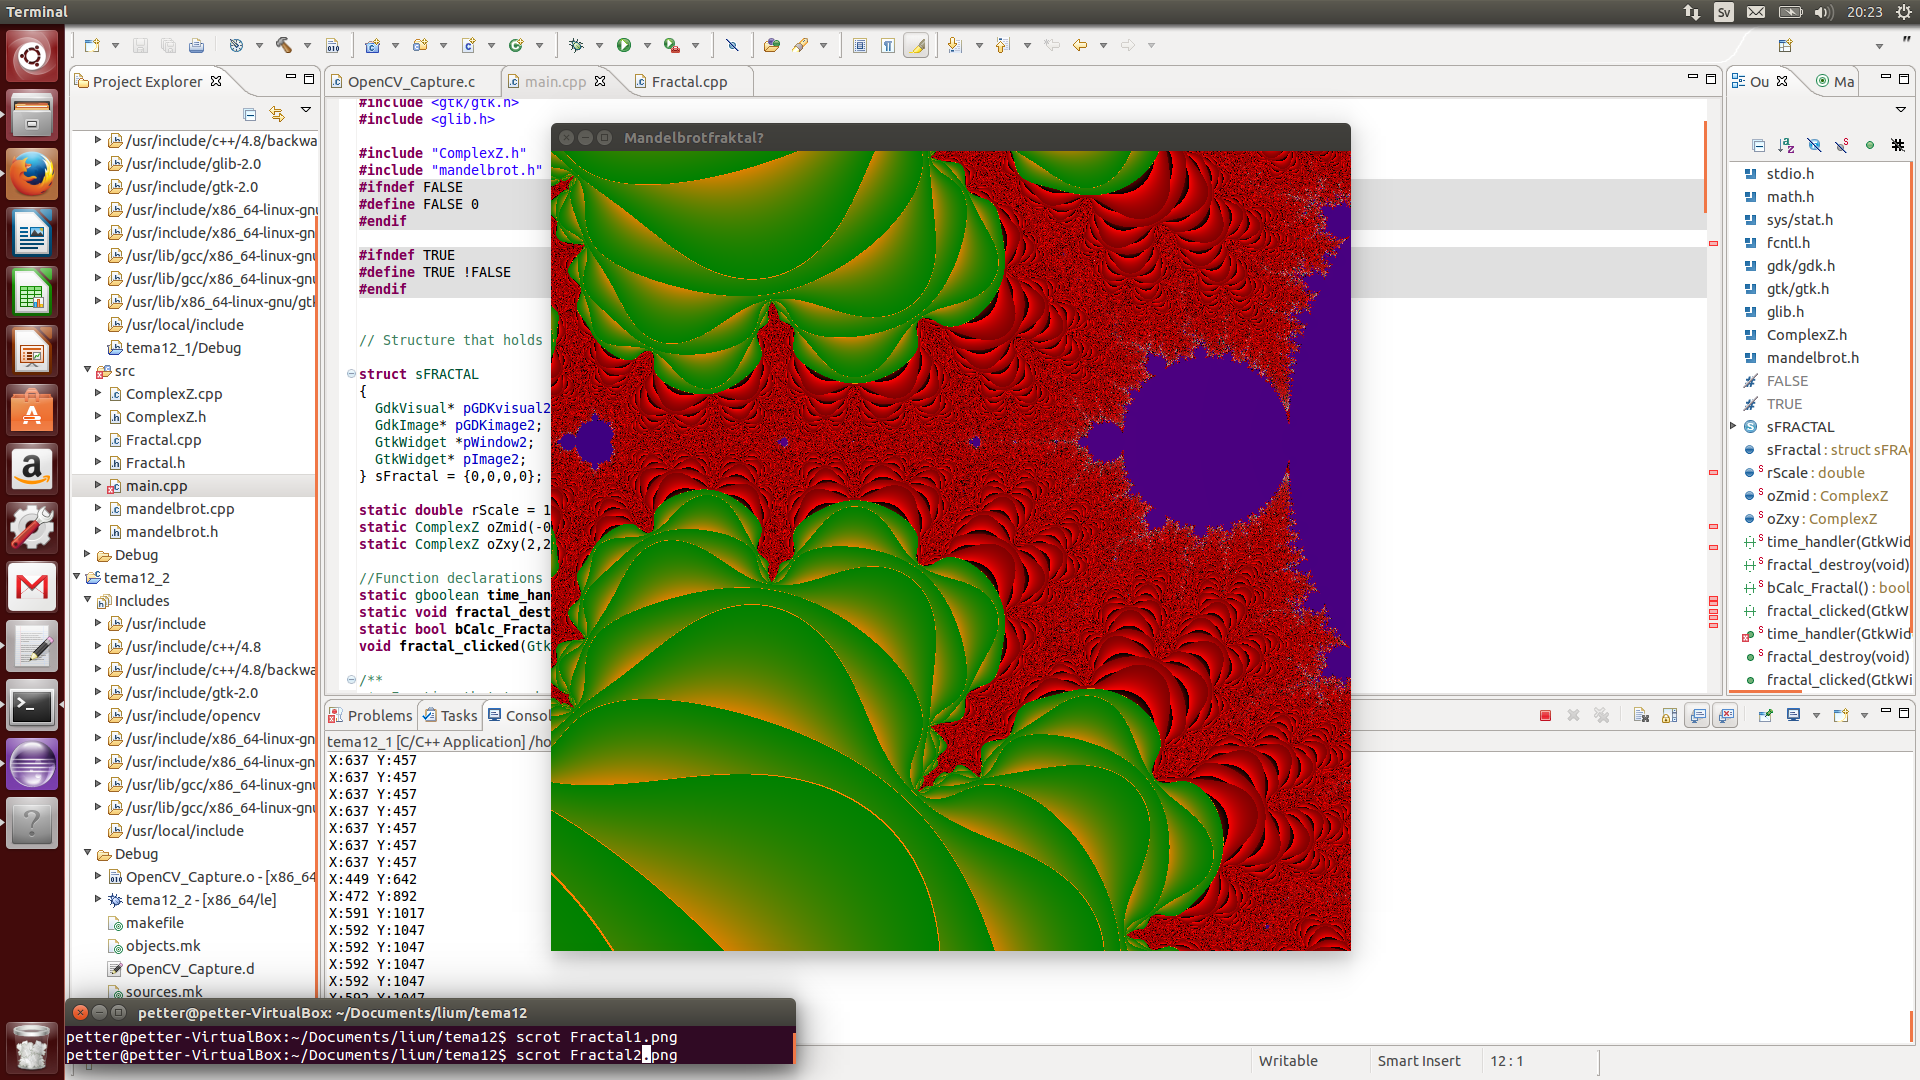 Terminal
Sv
20:23
Project Explorer
/usr/include/c++/4.8/backwa
/usr/include/glib-2.0
/usr/include/gtk-2.0
/usr/include/x86_64-linux-gnu
/usr/include/x86_64-linux-gnu
/usr/lib/gcc/x86_64-linux-gnu
/usr/lib/gcc/x86_64-linux-gnu
/usr/lib/x86_64-linux-gnu/gtl
/usr/local/include
tema12_1/Debug
src
ComplexZ.cpp
ComplexZ.h
Fractal.cpp
Fractal.h
main.cpp
mandelbrot.cpp
mandelbrot.h
Debug
tema12_2
Includes
/usr/include
/usr/include/c++/4.8
/usr/include/c++/4.8/backwa
/usr/include/gtk-2.0
/usr/include/opencv
/usr/include/x86_64-linux-gn
/usr/include/x86_64-linux-gn
/usr/lib/gcc/x86_64-linux-gnu
/usr/lib/gcc/x86_64-linux-gnu
/usr/local/include
Debug
OpenCV_Capture.o - [x86_64
tema12_2 - [x86_64/le]
makefile
objects.mk
OpenCV_Capture.d
sources.mk
OpenCV_Capture.c
main.cpp
Fractal.cpp
#include <gtk/gtk.h>
#include <glib.h>
#include "ComplexZ.h"
#include "mandelbrot.h"
#ifndef FALSE
#define FALSE 0
#endif
#ifndef TRUE
#define TRUE !FALSE
#endif
// Structure that holds
struct sFRACTAL
{
GdkVisual* pGDKvisual2
GdkImage* pGDKimage2;
GtkWidget *pWindow2;
GtkWidget* pImage2;
} sFractal = {0,0,0,0};
static double rScale = 1
static ComplexZ oZmid(-0
static ComplexZ oZxy(2,2
//Function declarations
static gboolean time_han
static void fractal_dest
static bool bCalc_Fracta
void fractal_clicked(Gtk
/**
Mandelbrotfraktal?
Ou
Ma
stdio.h
math.h
sys/stat.h
fcntl.h
gdk/gdk.h
gtk/gtk.h
glib.h
ComplexZ.h
mandelbrot.h
FALSE
TRUE
sFRACTAL
sFractal : struct sFRA
rScale : double
oZmid : ComplexZ
oZxy : ComplexZ
time_handler(GtkWid
fractal_destroy(void)
bCalc_Fractal() : bool
fractal_clicked(GtkW
time_handler(GtkWid
fractal_destroy(void)
fractal_clicked(GtkWi
Problems
Tasks
Consol
tema12_1 [C/C++ Application] /ho
X:637 Y:457
X:637 Y:457
X:637 Y:457
X:637 Y:457
X:637 Y:457
X:637 Y:457
X:637 Y:457
X:449 Y:642
X:472 Y:892
X:591 Y:1017
X:592 Y:1047
X:592 Y:1047
X:592 Y:1047
X:592 Y:1047
X:592 Y:1047
petter@petter-VirtualBox: ~/Documents/lium/tema12
petter@petter-VirtualBox:~/Documents/lium/tema12$ scrot Fractal1.png
petter@petter-VirtualBox:~/Documents/lium/tema12$ scrot Fractal2.png
Writable
Smart Insert
12 : 1